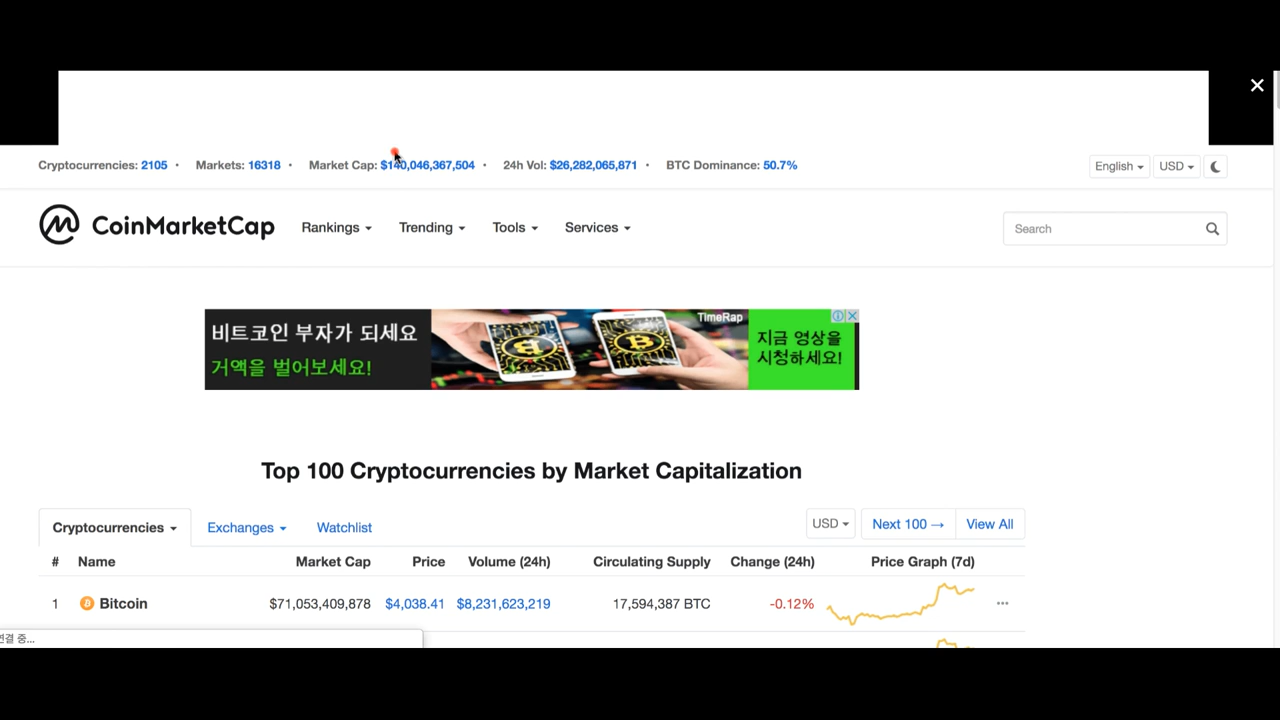 Cryptocurrencies: 2105 • Markets: 16318 • Market Cap: $140,046,367,504 • 24h Vol: $26,282,065,871 • BTC Dominance: 50.7% English USD
CoinMarketCap Rankings Trending Tools Services Search
비트코인 부자가 되세요
거액을 벌어보세요!
TimeRap
지금 영상을
시청하세요!
Top 100 Cryptocurrencies by Market Capitalization
Cryptocurrencies Exchanges Watchlist USD Next 100 → View All
# Name Market Cap Price Volume (24h) Circulating Supply Change (24h) Price Graph (7d)
1 Bitcoin $71,053,409,878 $4,038.41 $8,231,623,219 17,594,387 BTC -0.12%
연결 중...